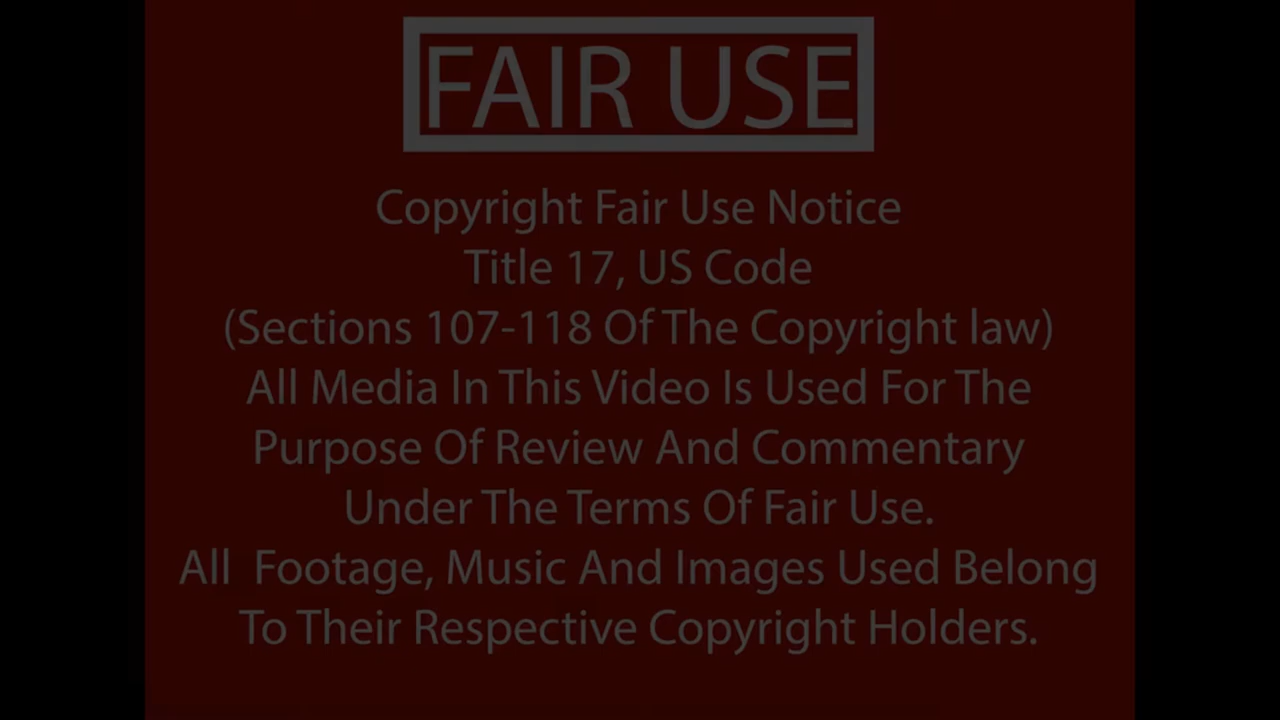 FAIR USE
Copyright Fair Use Notice
Title 17, US Code
(Sections 107-118 Of The Copyright law)
All Media In This Video Is Used For The
Purpose Of Review And Commentary
Under The Terms Of Fair Use.
All  Footage, Music And Images Used Belong
To Their Respective Copyright Holders.